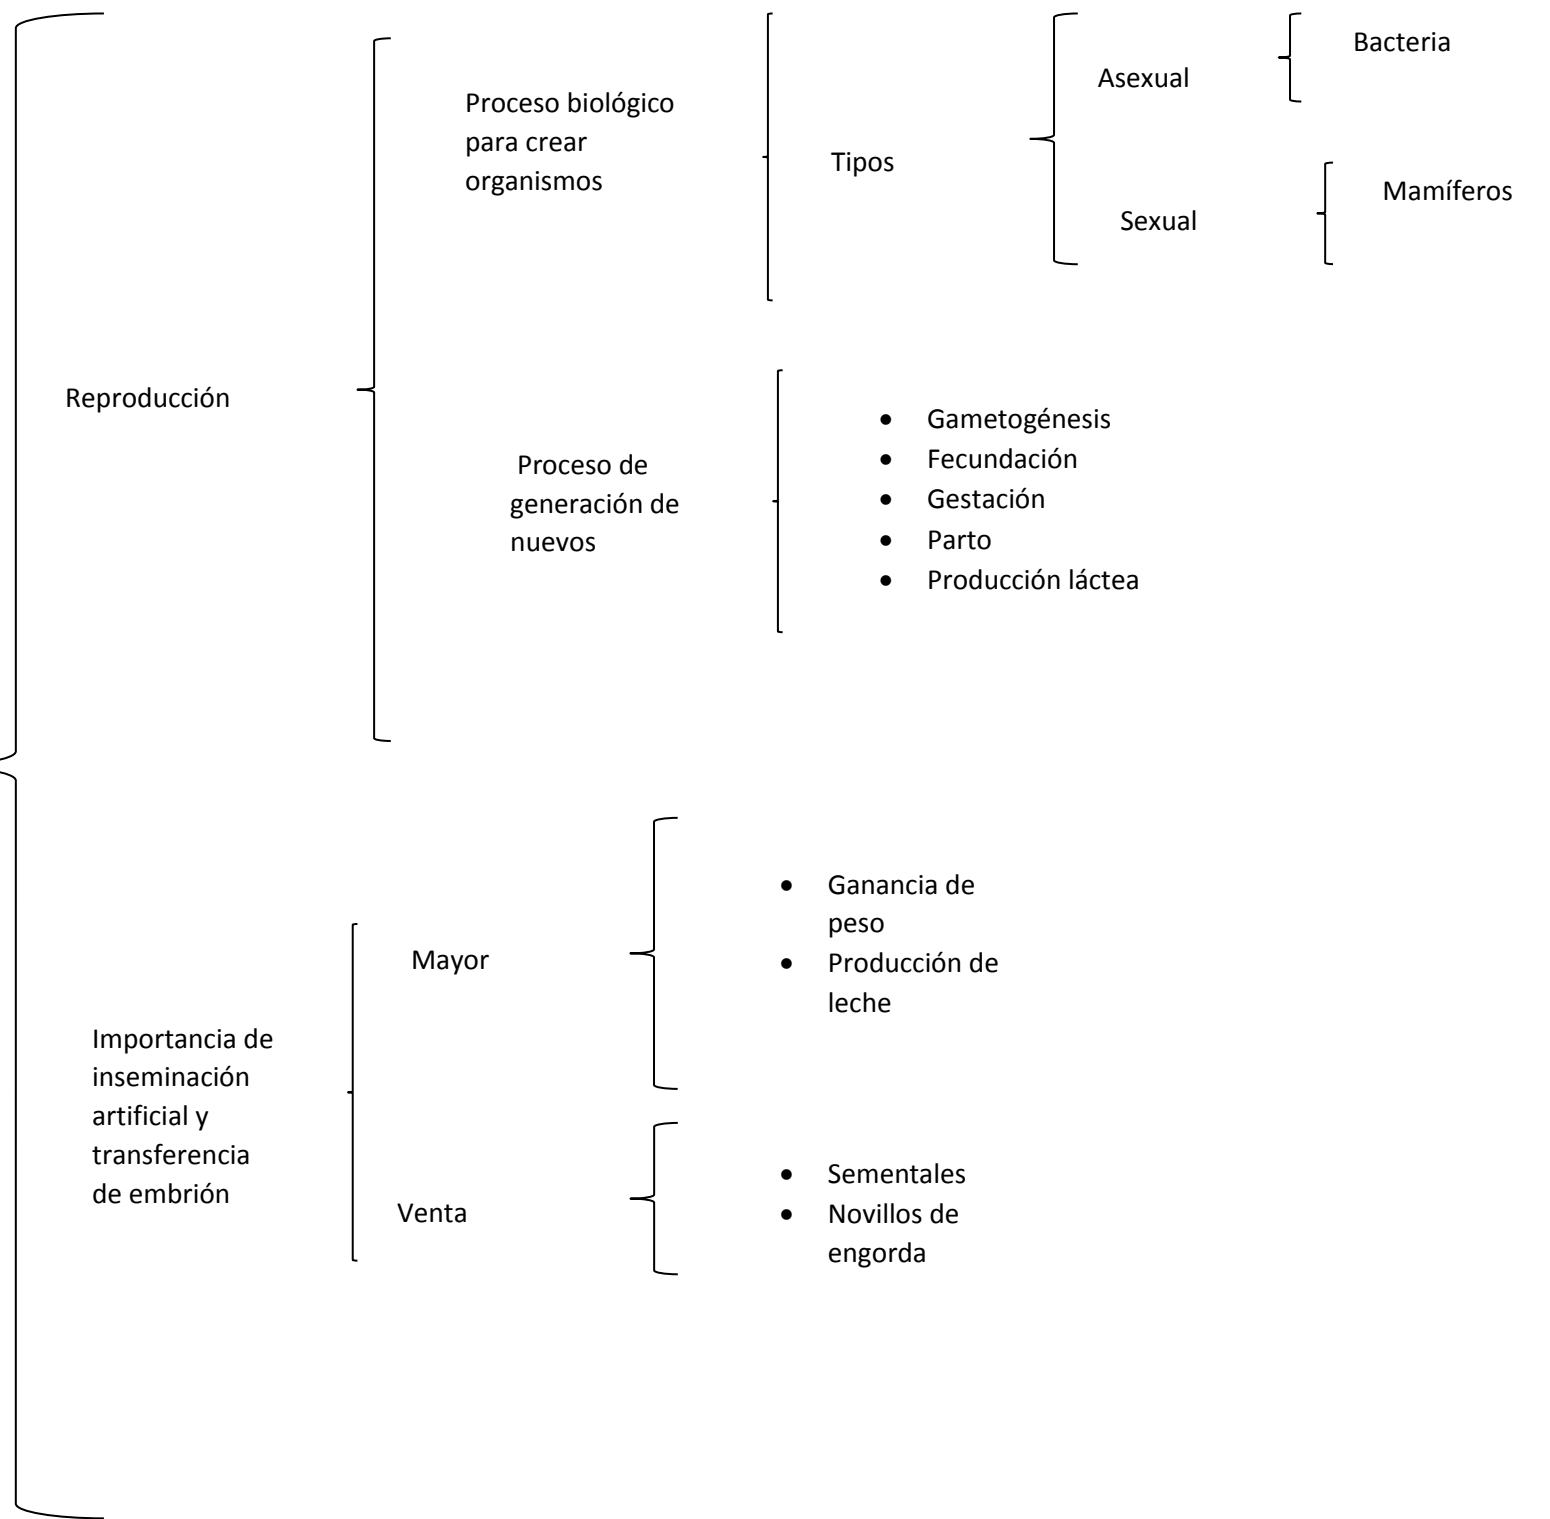 Bacteria
Asexual
Proceso biológico
para crear
organismos
Tipos
Mamíferos
Sexual
Reproducción
• Gametogénesis
• Fecundación
• Gestación
• Parto
• Producción láctea
Proceso de
generación de
nuevos
• Ganancia de
peso
• Producción de
leche
Mayor
Importancia de
inseminación
artificial y
transferencia
de embrión
Venta
• Sementales
• Novillos de
engorda